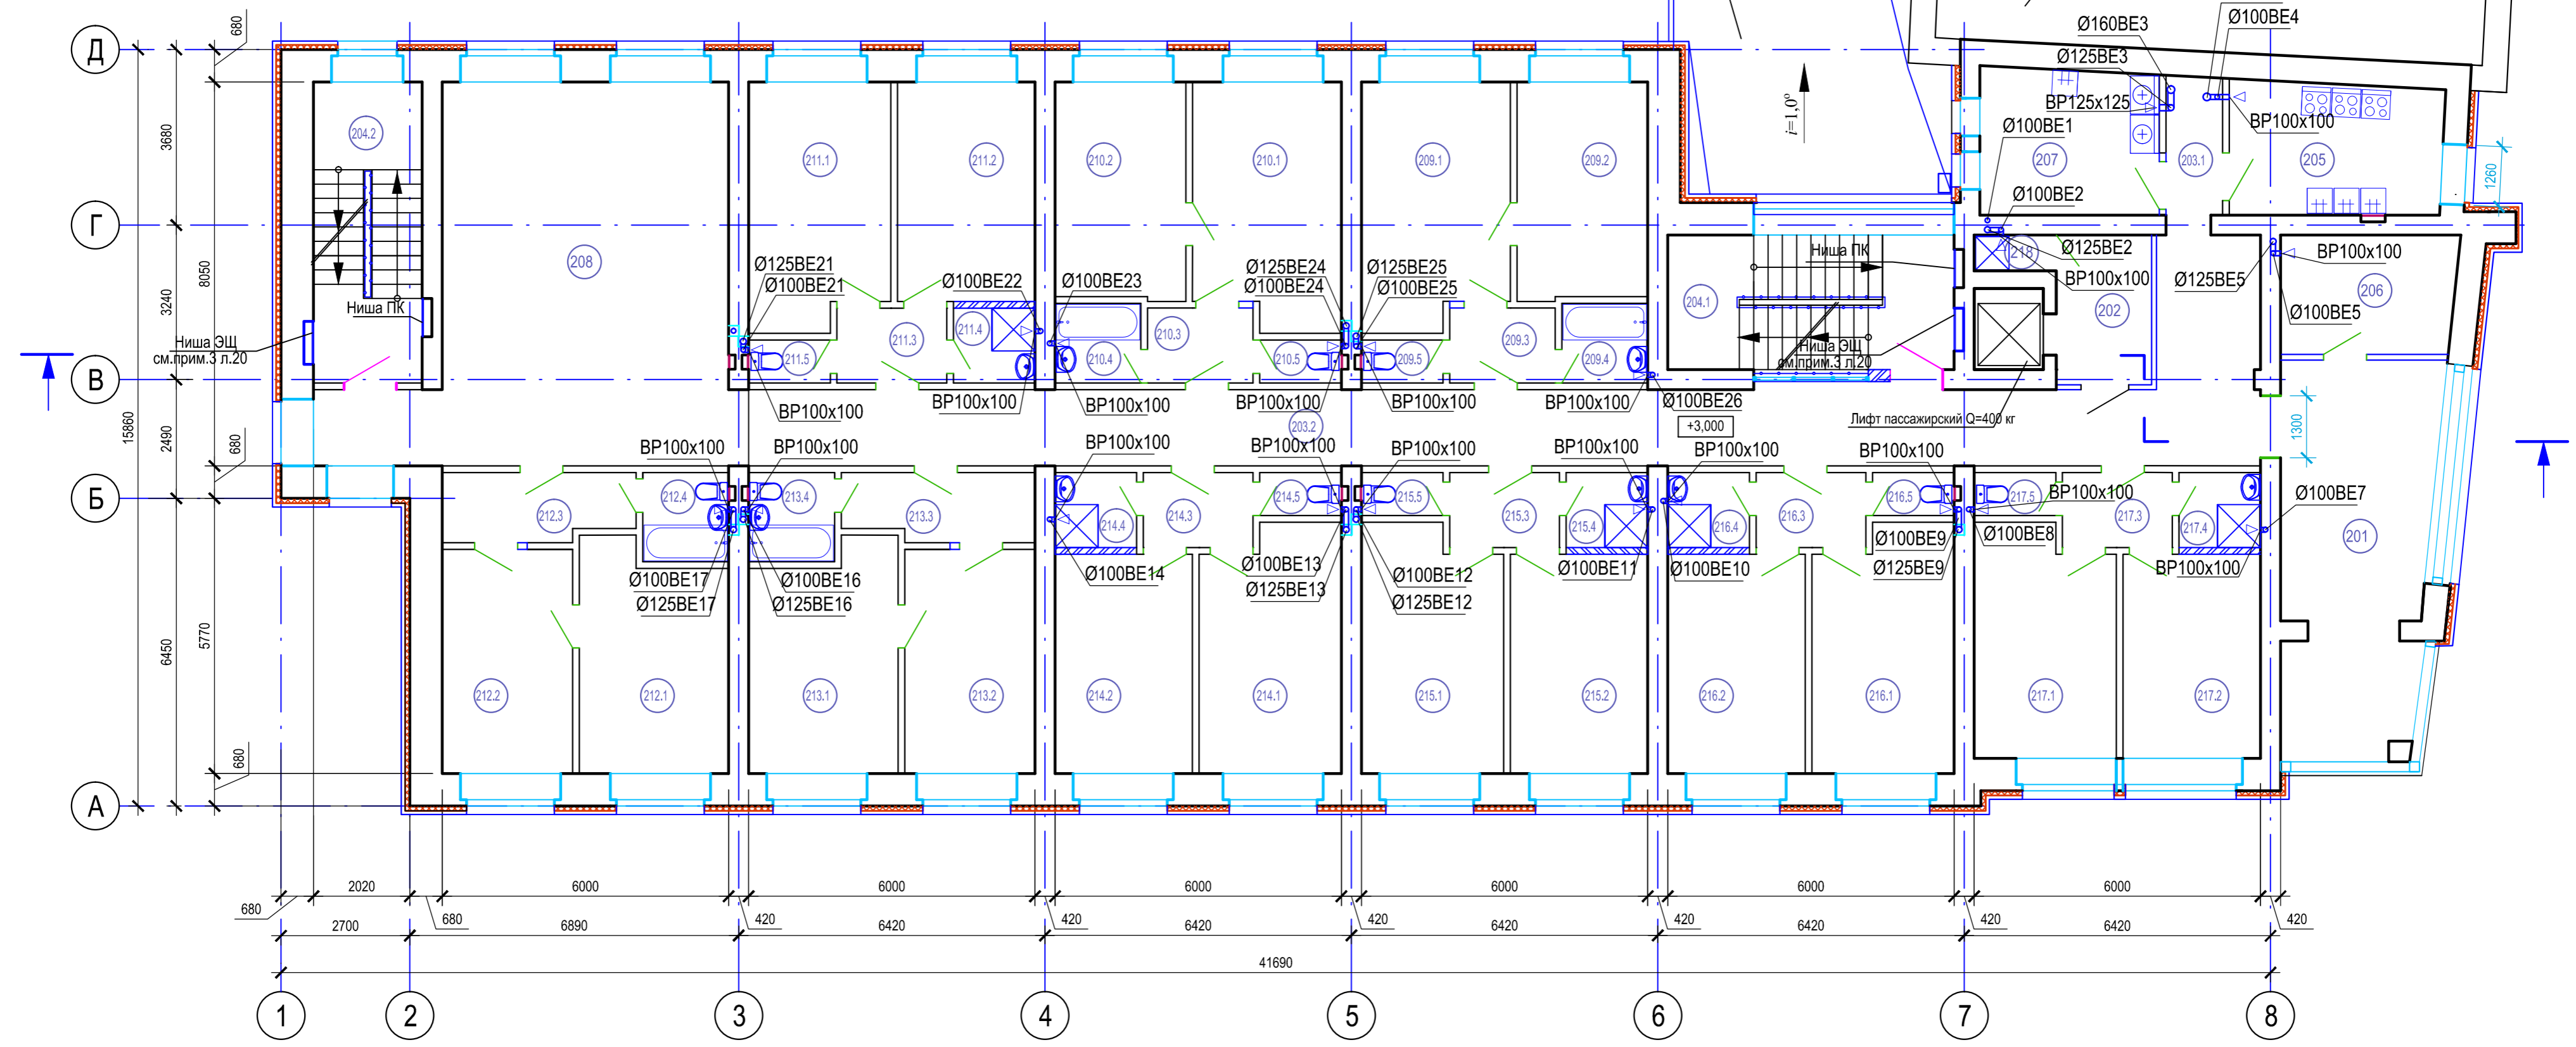 Ø100ВЕ4
Ø160ВЕ3
Д
680
Ø125ВЕ3
i=1,0°
ВР125х125
ВР100х100
Ø100ВЕ1
204.2
3680
211.1
211.2
210.2
210.1
209.1
209.2
207
203.1
205
1260
Ø100ВЕ2
Г
Ниша ПК
218
Ø125ВЕ2
ВР100х100
208
8050
Ø125ВЕ21
Ø100ВЕ21
Ø100ВЕ22
Ø100ВЕ23
Ø125ВЕ24
Ø100ВЕ24
Ø125ВЕ25
Ø100ВЕ25
ВР100х100
Ø125ВЕ5
206
3240
Ниша ПК
204.1
202
Ø100ВЕ5
Ниша ЭЩ
см.прим.3 л.20
211.5
211.3
211.4
210.4
210.3
210.5
209.5
209.3
209.4
Ниша ЭЩ
см.прим.3 л.20
В
ВР100х100
ВР100х100
ВР100х100
ВР100х100
ВР100х100
ВР100х100
Ø100ВЕ26
+3,000
Лифт пассажирский Q=400 кг
203.2
15860
2490
680
1300
ВР100х100
ВР100х100
ВР100х100
ВР100х100
ВР100х100
ВР100х100
ВР100х100
ВР100х100
Б
212.3
212.4
213.4
213.3
214.4
214.3
214.5
215.5
215.3
215.4
216.4
216.3
216.5
217.5
ВР100х100
217.3
217.4
Ø100ВЕ7
201
Ø100ВЕ17
Ø125ВЕ17
Ø100ВЕ16
Ø125ВЕ16
Ø100ВЕ14
Ø100ВЕ13
Ø125ВЕ13
Ø100ВЕ12
Ø125ВЕ12
Ø100ВЕ11
Ø100ВЕ10
Ø100ВЕ9
Ø125ВЕ9
Ø100ВЕ8
ВР100х100
6450
5770
212.2
212.1
213.1
213.2
214.2
214.1
215.1
215.2
216.2
216.1
217.1
217.2
680
А
2020
6000
6000
6000
6000
6000
6000
680
680
420
420
420
420
420
420
2700
6890
6420
6420
6420
6420
6420
41690
1
2
3
4
5
6
7
8